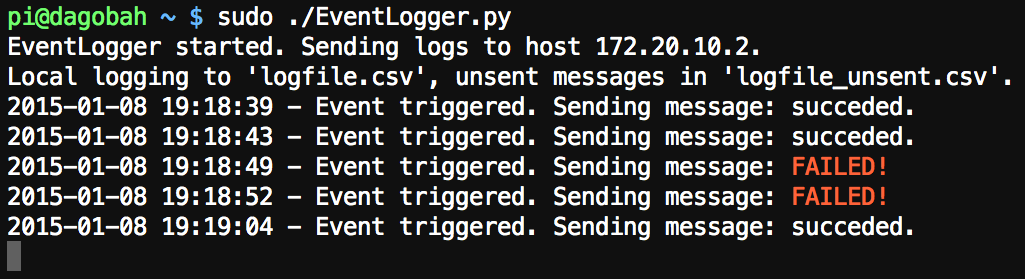 pi@dagobah ~ $ sudo ./EventLogger.py
EventLogger started. Sending logs to host 172.20.10.2.
Local logging to 'logfile.csv', unsent messages in 'logfile_unsent.csv'.
2015-01-08 19:18:39 - Event triggered. Sending message: succeded.
2015-01-08 19:18:43 - Event triggered. Sending message: succeded.
2015-01-08 19:18:49 - Event triggered. Sending message: FAILED!
2015-01-08 19:18:52 - Event triggered. Sending message: FAILED!
2015-01-08 19:19:04 - Event triggered. Sending message: succeded.